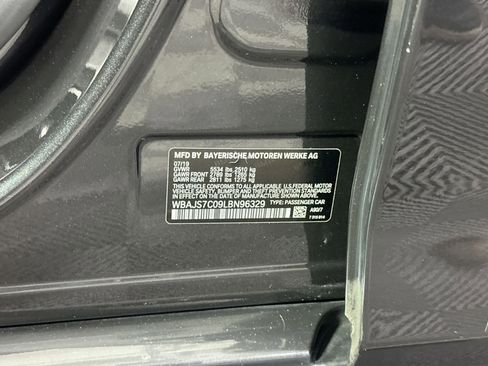 MFD BY BAYERISCHE MOTOREN WERKE AG
07/19
GVWR 5534 lbs 2510 kg
GAWR FRONT 2789 lbs 1265 kg
GAWR REAR 2811 lbs 1275 kg
THIS VEHICLE CONFORMS TO ALL APPLICABLE U.S. FEDERAL MOTOR
VEHICLE SAFETY, BUMPER, AND THEFT PREVENTION STANDARDS
IN EFFECT ON THE DATE OF MANUFACTURE SHOWN ABOVE.
WBAJS7C09LBN96329 TYPE: PASSENGER CAR
A90/7